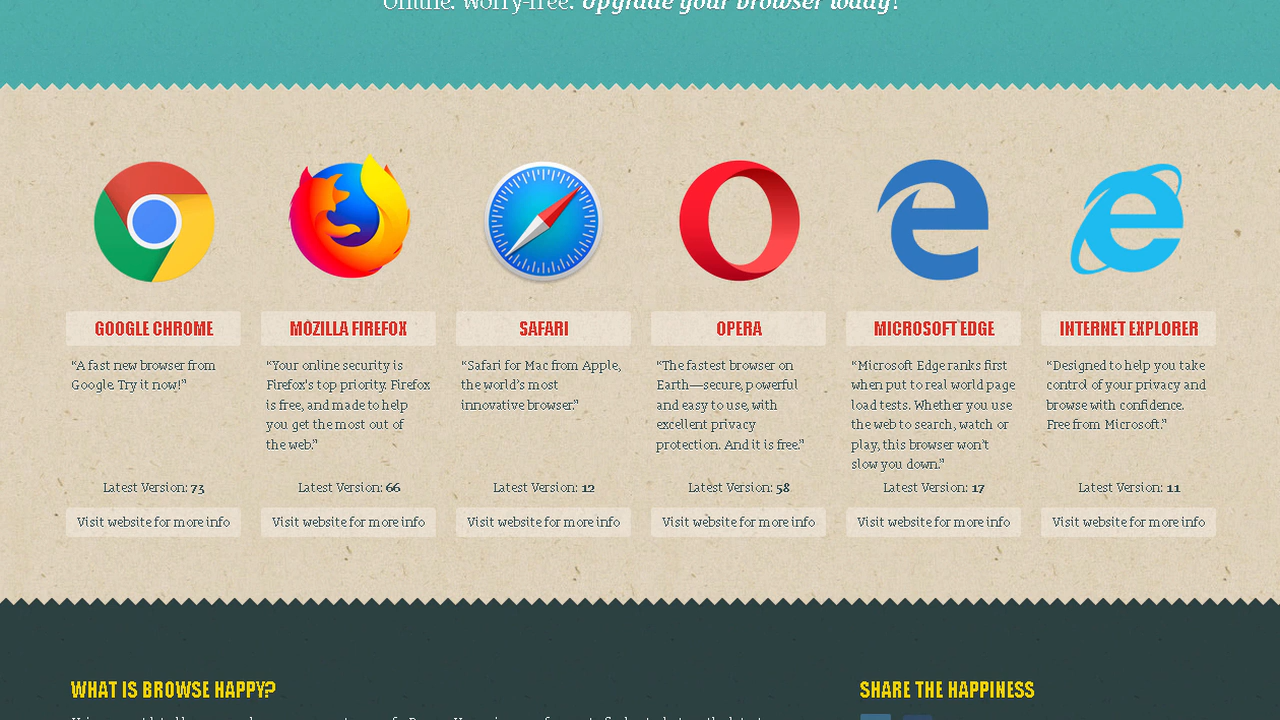 Online. Worry-free. Upgrade your browser today!
GOOGLE CHROME
“A fast new browser from
Google. Try it now!”
Latest Version: 73
Visit website for more info
MOZILLA FIREFOX
“Your online security is
Firefox's top priority. Firefox
is free, and made to help
you get the most out of
the web.”
Latest Version: 66
Visit website for more info
SAFARI
“Safari for Mac from Apple,
the world’s most
innovative browser.”
Latest Version: 12
Visit website for more info
OPERA
“The fastest browser on
Earth—secure, powerful
and easy to use, with
excellent privacy
protection. And it is free.”
Latest Version: 58
Visit website for more info
MICROSOFT EDGE
“Microsoft Edge ranks first
when put to real world page
load tests. Whether you use
the web to search, watch or
play, this browser won’t
slow you down.”
Latest Version: 17
Visit website for more info
INTERNET EXPLORER
“Designed to help you take
control of your privacy and
browse with confidence.
Free from Microsoft.”
Latest Version: 11
Visit website for more info
WHAT IS BROWSE HAPPY?
SHARE THE HAPPINESS